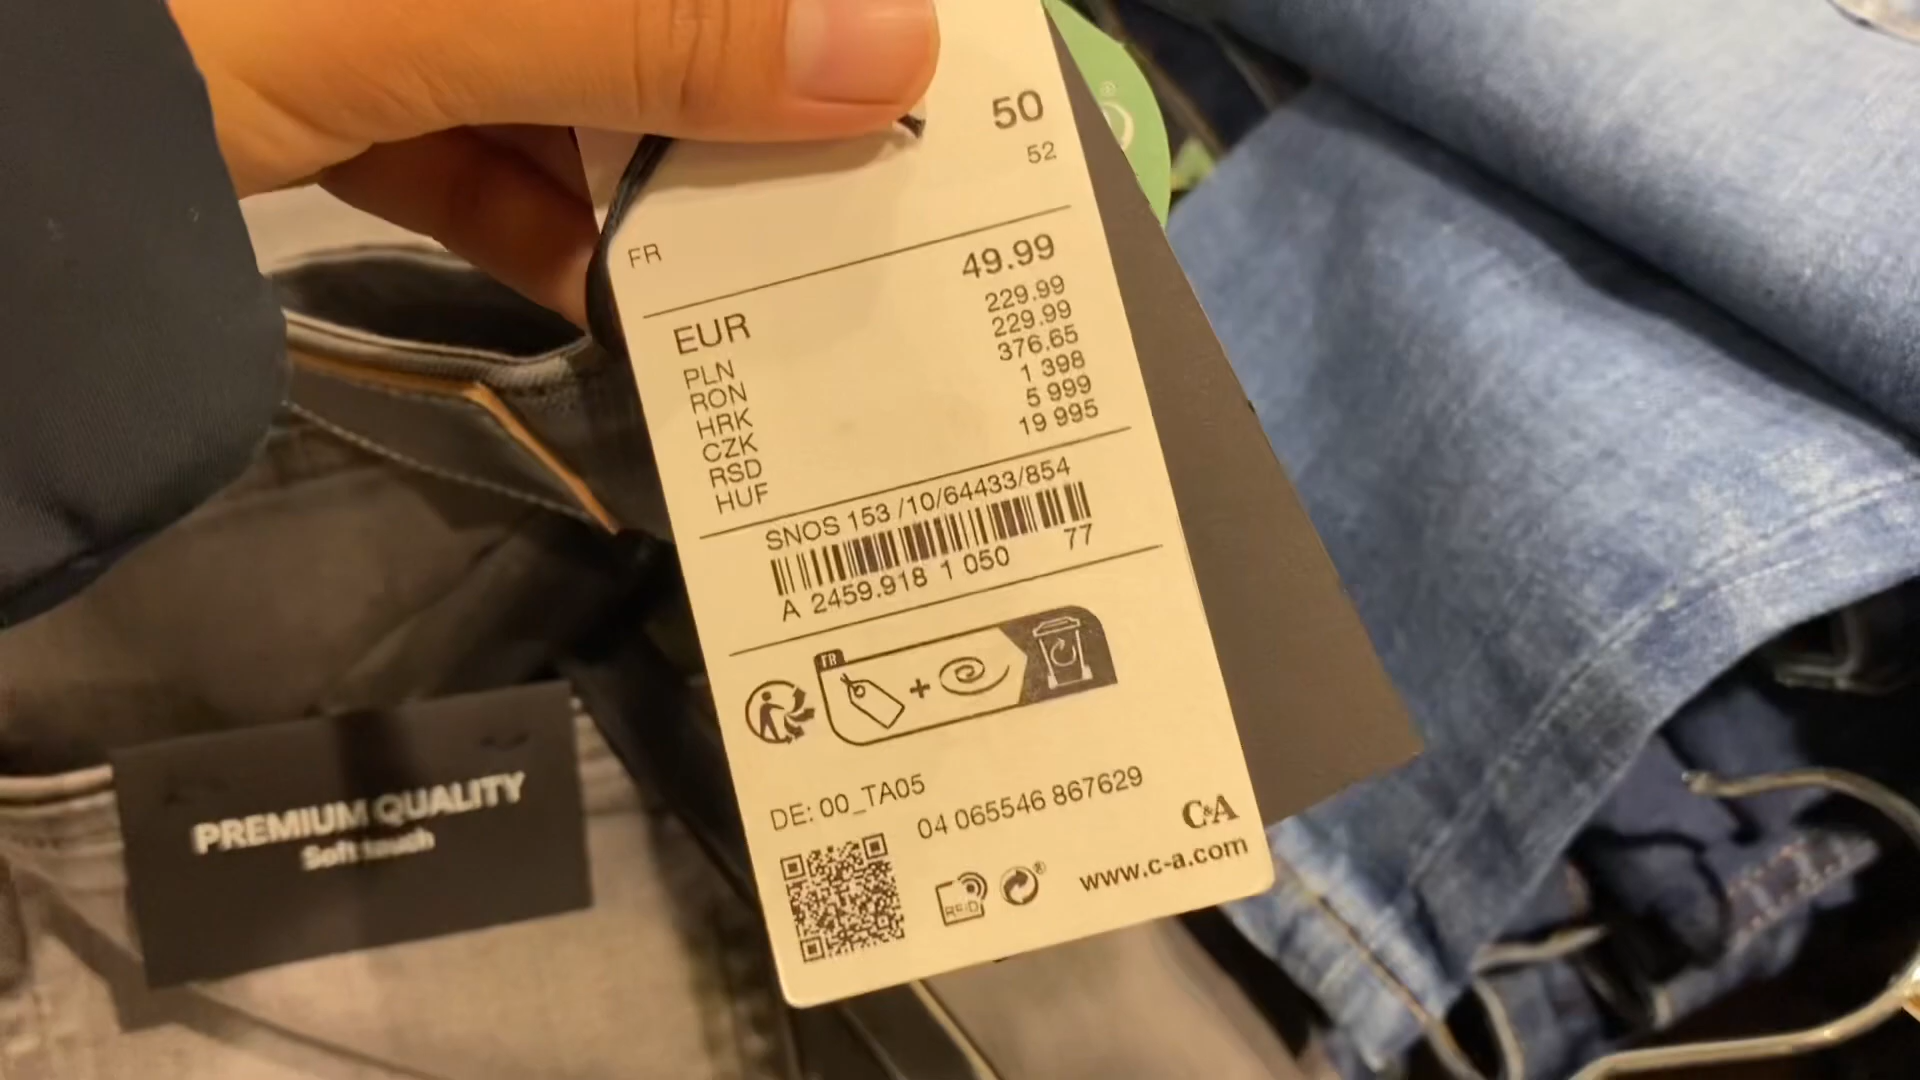 50
52
FR
EUR 49.99
PLN 229.99
RON 229.99
HRK 376.65
CZK 1 398
RSD 5 999
HUF 19 995
SNOS 153 /10/64433/854
A 2459.918 1 050 77
FR
+
DE: 00_TA05
04 065546 867629
C&A
RFID
®
www.c-a.com
PREMIUM QUALITY
Soft touch
®